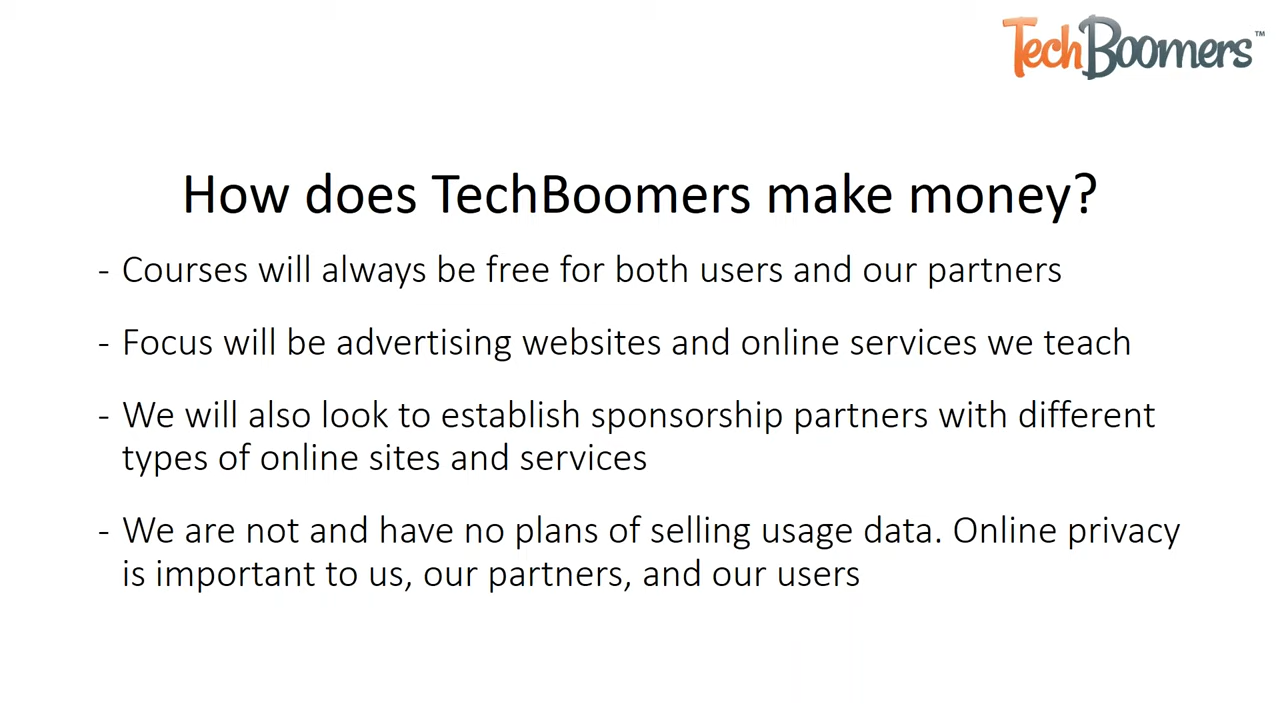 TechBoomers™
How does TechBoomers make money?
- Courses will always be free for both users and our partners
- Focus will be advertising websites and online services we teach
- We will also look to establish sponsorship partners with different
types of online sites and services
- We are not and have no plans of selling usage data. Online privacy
is important to us, our partners, and our users